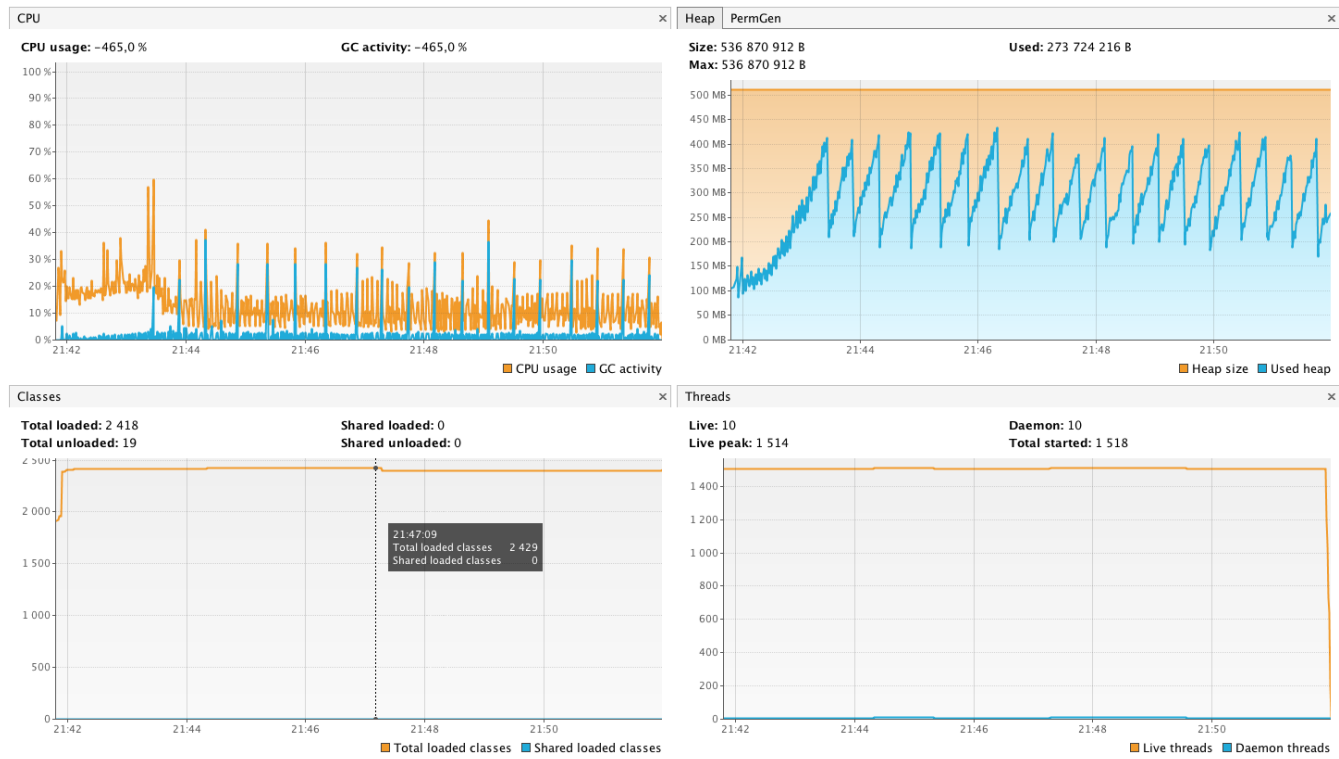 CPU ×
CPU usage: –465,0 % GC activity: –465,0 %
100 %
90 %
80 %
70 %
60 %
50 %
40 %
30 %
20 %
10 %
0 %
21:42 21:44 21:46 21:48 21:50
CPU usage GC activity
Heap PermGen ×
Size: 536 870 912 B Used: 273 724 216 B
Max: 536 870 912 B
500 MB
450 MB
400 MB
350 MB
300 MB
250 MB
200 MB
150 MB
100 MB
50 MB
0 MB
21:42 21:44 21:46 21:48 21:50
Heap size Used heap
Classes ×
Total loaded: 2 418 Shared loaded: 0
Total unloaded: 19 Shared unloaded: 0
2 500
2 000
1 500
1 000
500
0
21:47:09
Total loaded classes 2 429
Shared loaded classes 0
21:42 21:44 21:46 21:48 21:50
Total loaded classes Shared loaded classes
Threads ×
Live: 10 Daemon: 10
Live peak: 1 514 Total started: 1 518
1 400
1 200
1 000
800
600
400
200
0
21:42 21:44 21:46 21:48 21:50
Live threads Daemon threads